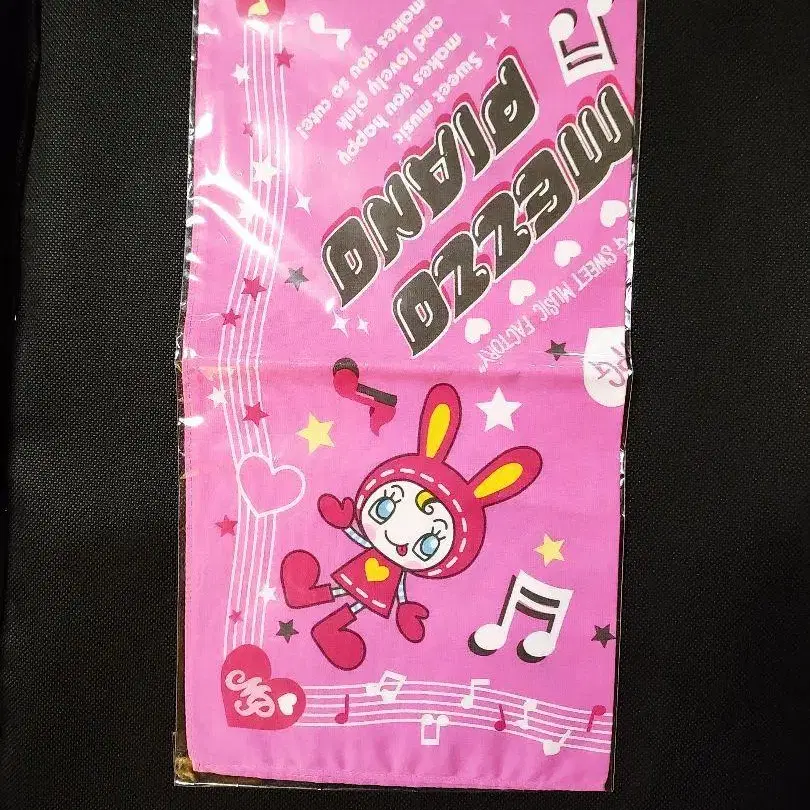 MEZZO
PIANO
Sweet music
makes you happy
and lovely pink
makes you so cute!
SWEET MUSIC FACTORY"
MP